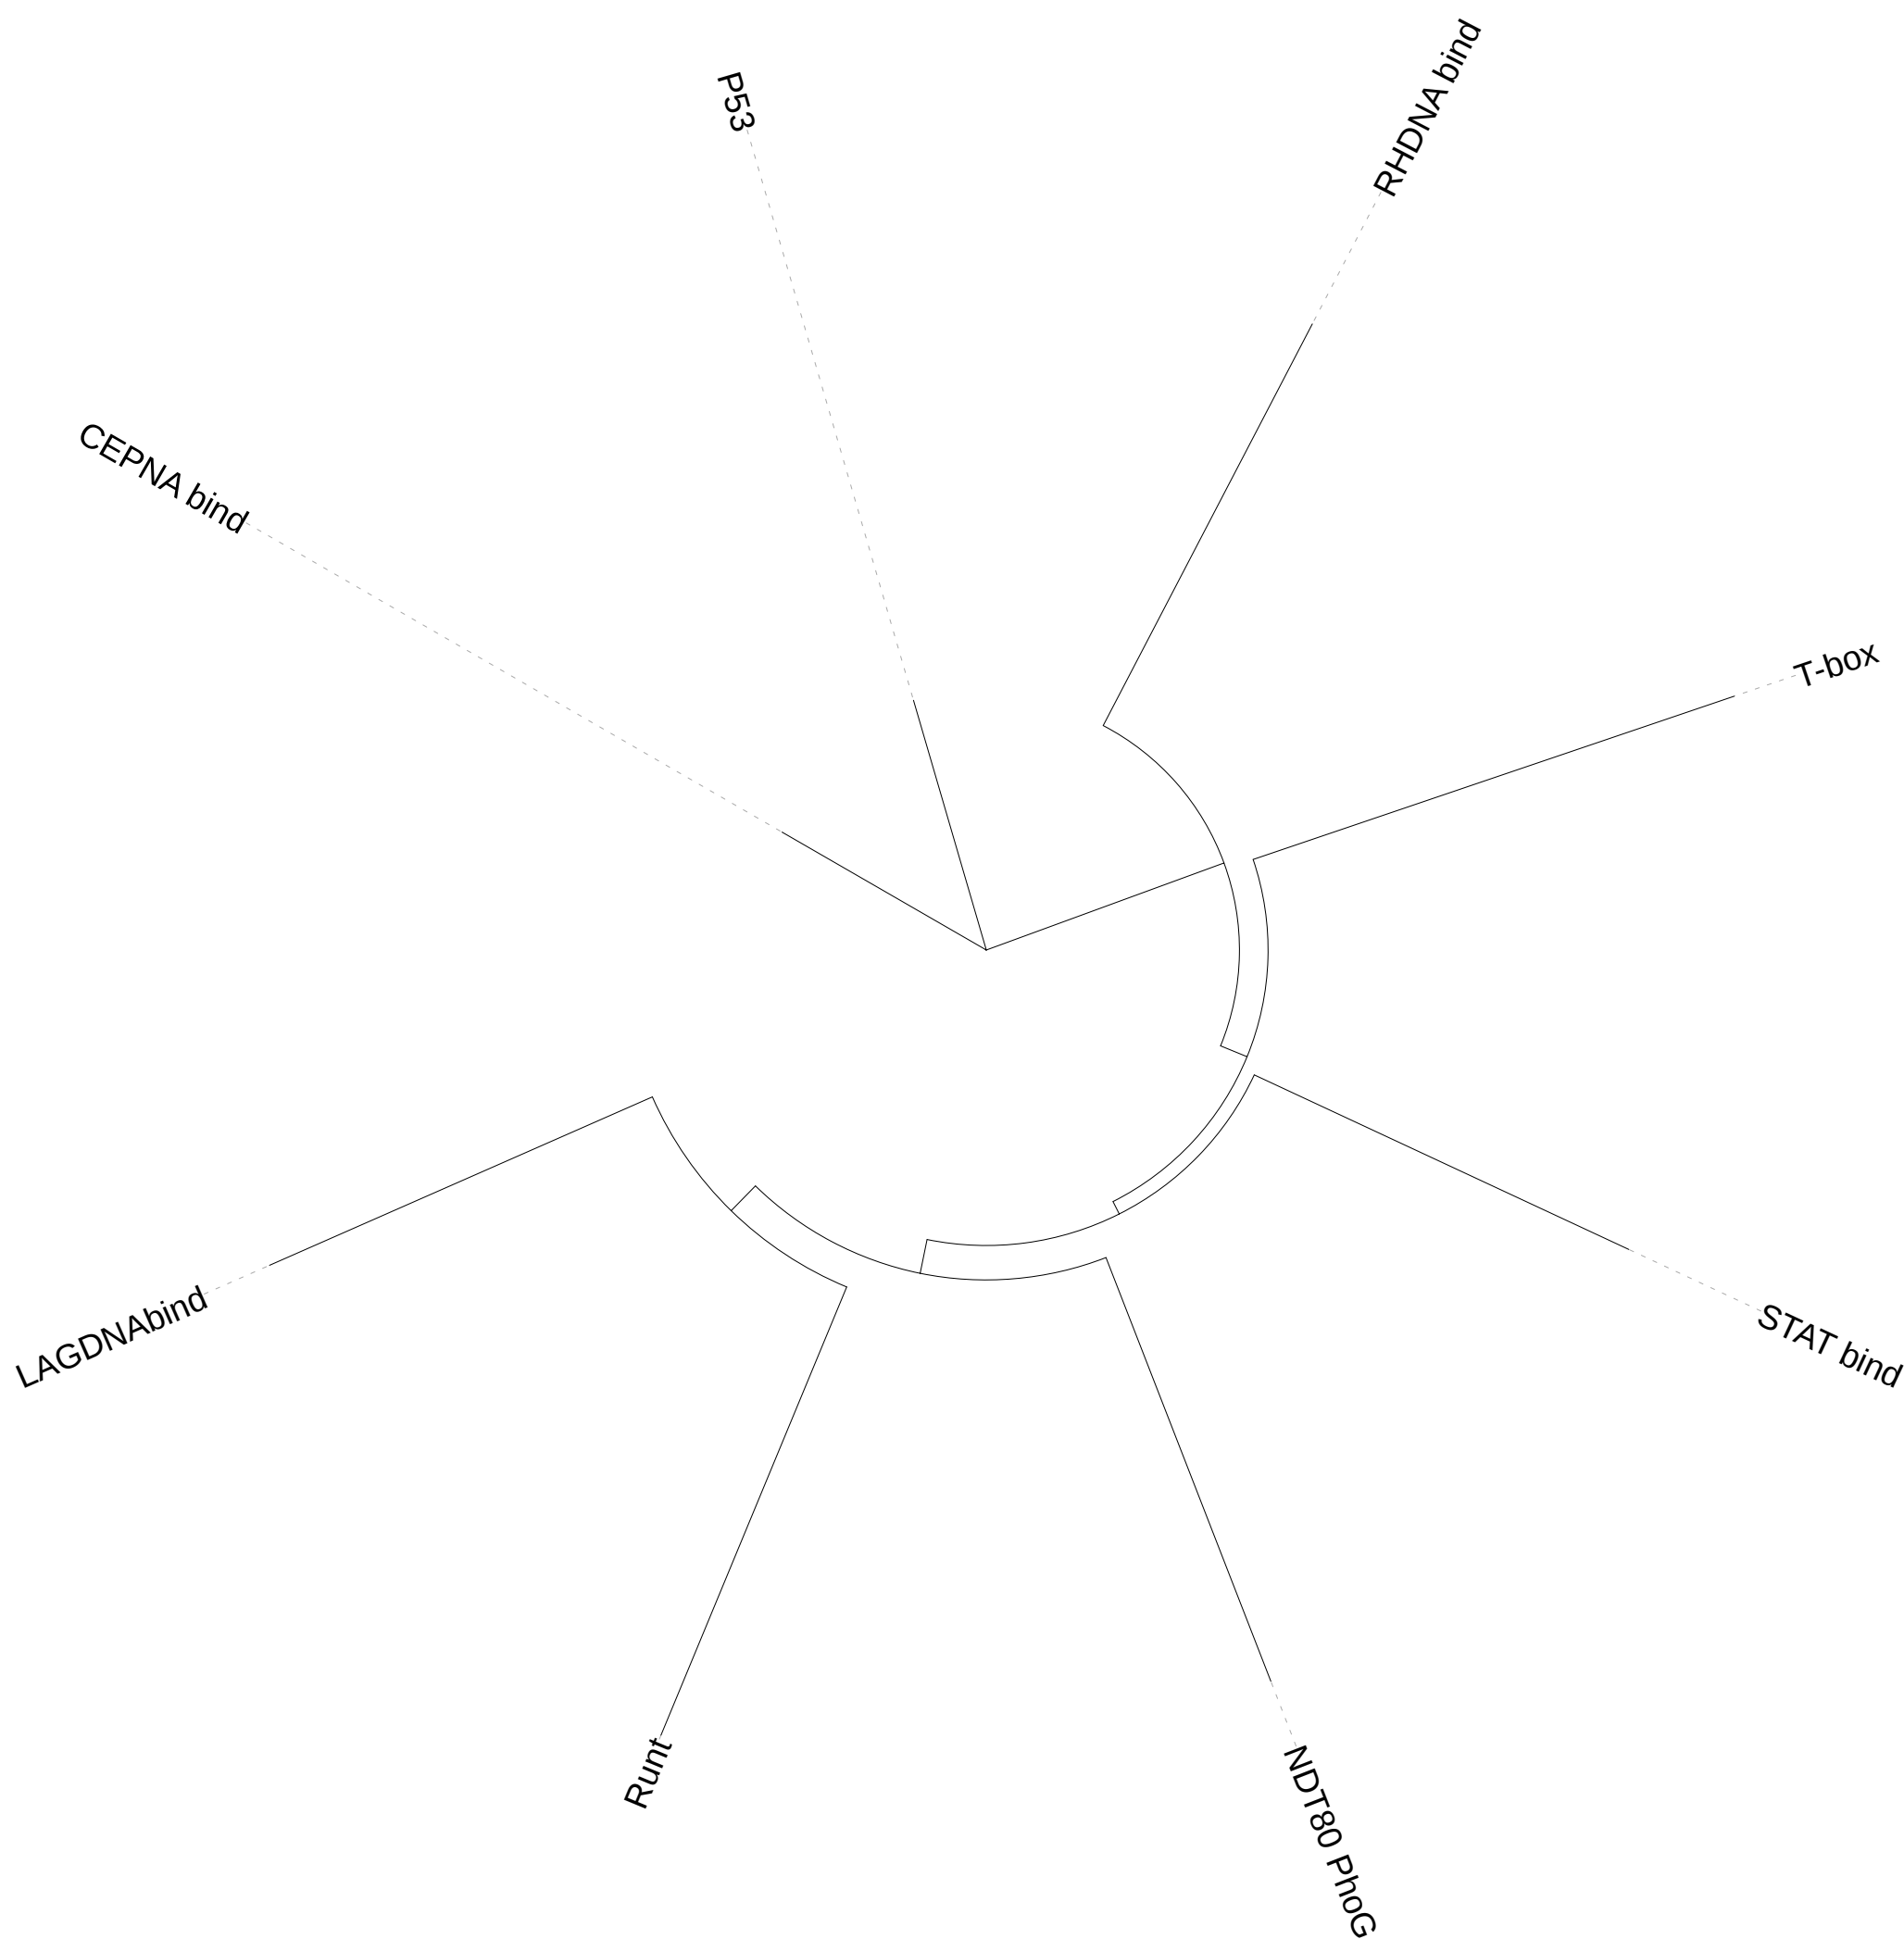 RHDNA bind
P53
CEPNA bind
T-box
LAGDNAbind
STAT bind
Runt
NDT80 PhoG